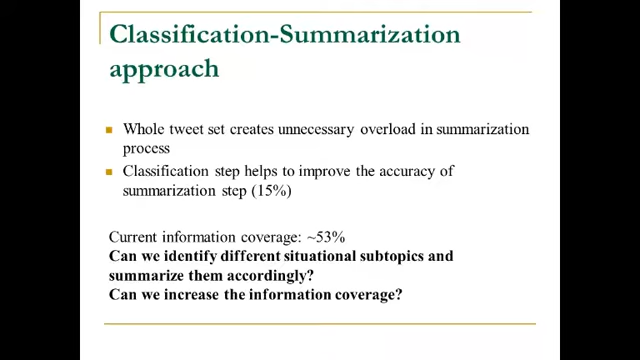 Classification-Summarization
approach
Whole tweet set creates unnecessary overload in summarization
process
Classification step helps to improve the accuracy of
summarization step (15%)
Current information coverage: ~53%
Can we identify different situational subtopics and
summarize them accordingly?
Can we increase the information coverage?